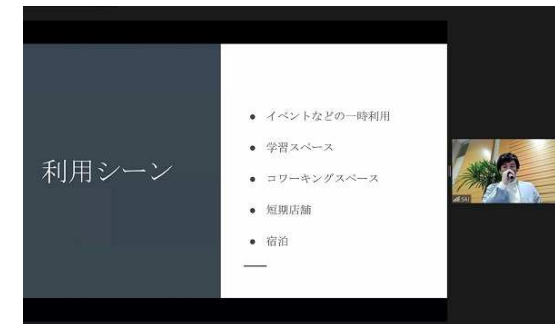 利用シーン
● イベントなどの一時利用
● 学習スペース
● コワーキングスペース
● 短期店舗
● 宿泊